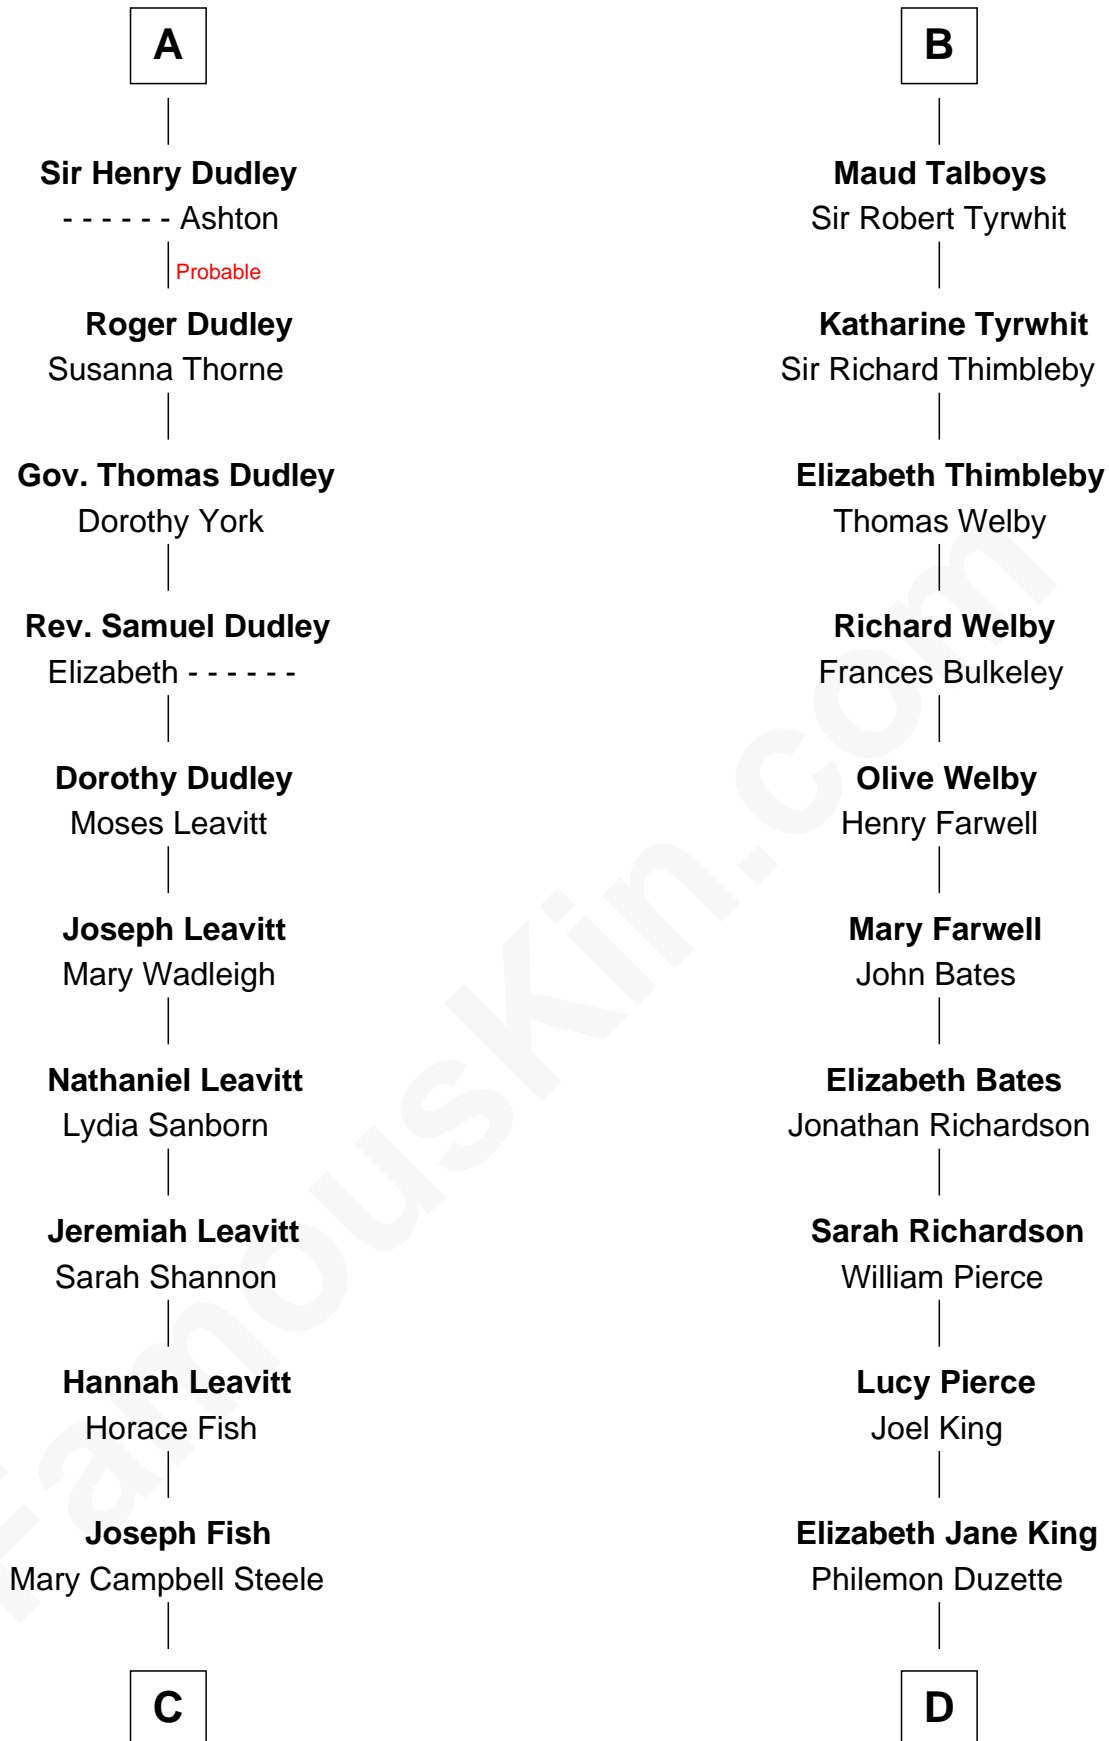 A
Sir Henry Dudley
- - - - - - Ashton
Probable
Roger Dudley
Susanna Thorne
Gov. Thomas Dudley
Dorothy York
Rev. Samuel Dudley
Elizabeth - - - - - -
Dorothy Dudley
Moses Leavitt
Joseph Leavitt
Mary Wadleigh
Nathaniel Leavitt
Lydia Sanborn
Jeremiah Leavitt
Sarah Shannon
Hannah Leavitt
Horace Fish
Joseph Fish
Mary Campbell Steele
C
B
Maud Talboys
Sir Robert Tyrwhit
Katharine Tyrwhit
Sir Richard Thimbleby
Elizabeth Thimbleby
Thomas Welby
Richard Welby
Frances Bulkeley
Olive Welby
Henry Farwell
Mary Farwell
John Bates
Elizabeth Bates
Jonathan Richardson
Sarah Richardson
William Pierce
Lucy Pierce
Joel King
Elizabeth Jane King
Philemon Duzette
D
FamousKin.com